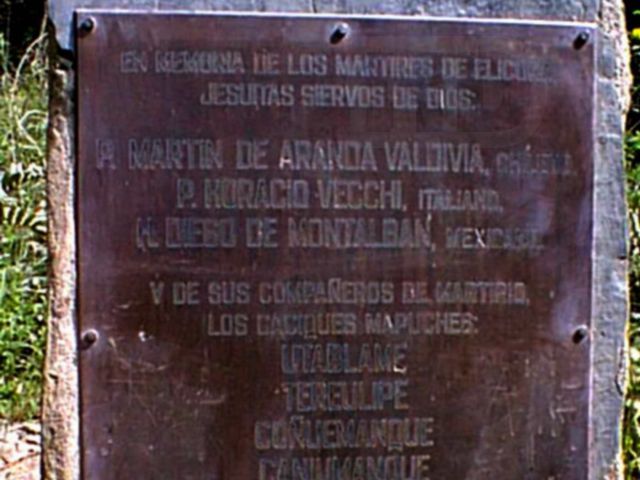 EN MEMORIA DE LOS MARTIRES DE ELICURA
JESUITAS SIERVOS DE DIOS:
P. MARTIN DE ARANDA VALDIVIA, CHILENO,
P. HORACIO VECCHI, ITALIANO,
H. DIEGO DE MONTALBAN, MEXICANO
Y DE SUS COMPAÑEROS DE MARTIRIO,
LOS CACIQUES MAPUCHES:
UTABLAME
TEREULIPE
COÑUEMANQUE
CANIUMANQUE